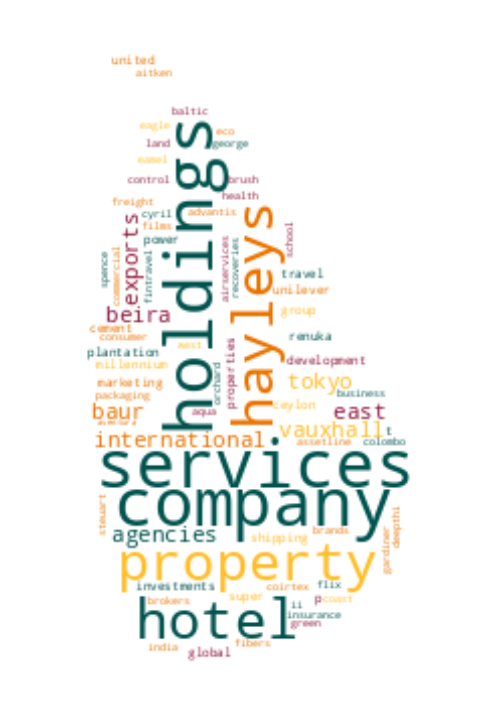 united
aitken
baltic
eagle
eco
land
george
eamel
control
brush
health
freight
cyril
advantis
films
holdings
hayleys
exports
power
school
spence
commercial
fintravel
airservices
recoveries
travel
unilever
beira
group
cement
consumer
renuka
plantation
west
millennium
properties
development
marketing
orchard
tokyo
packaging
business
baur
aqua
ceylon
east
aventura
vauxhall
t
international
assetline
colombo
services
company
stewart
deepthi
agencies
shipping
brands
gardiner
property
investments
coirtex
flix
brokers
super
p
coast
hotel
ii
insurance
green
india
fibers
global